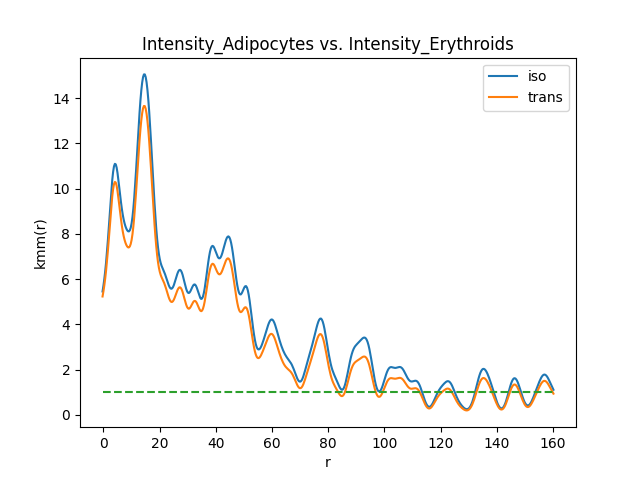 Intensity_Adipocytes vs. Intensity_Erythroids
iso
trans
14
12
10
8
6
4
2
0
kmm(r)
0 20 40 60 80 100 120 140 160
r